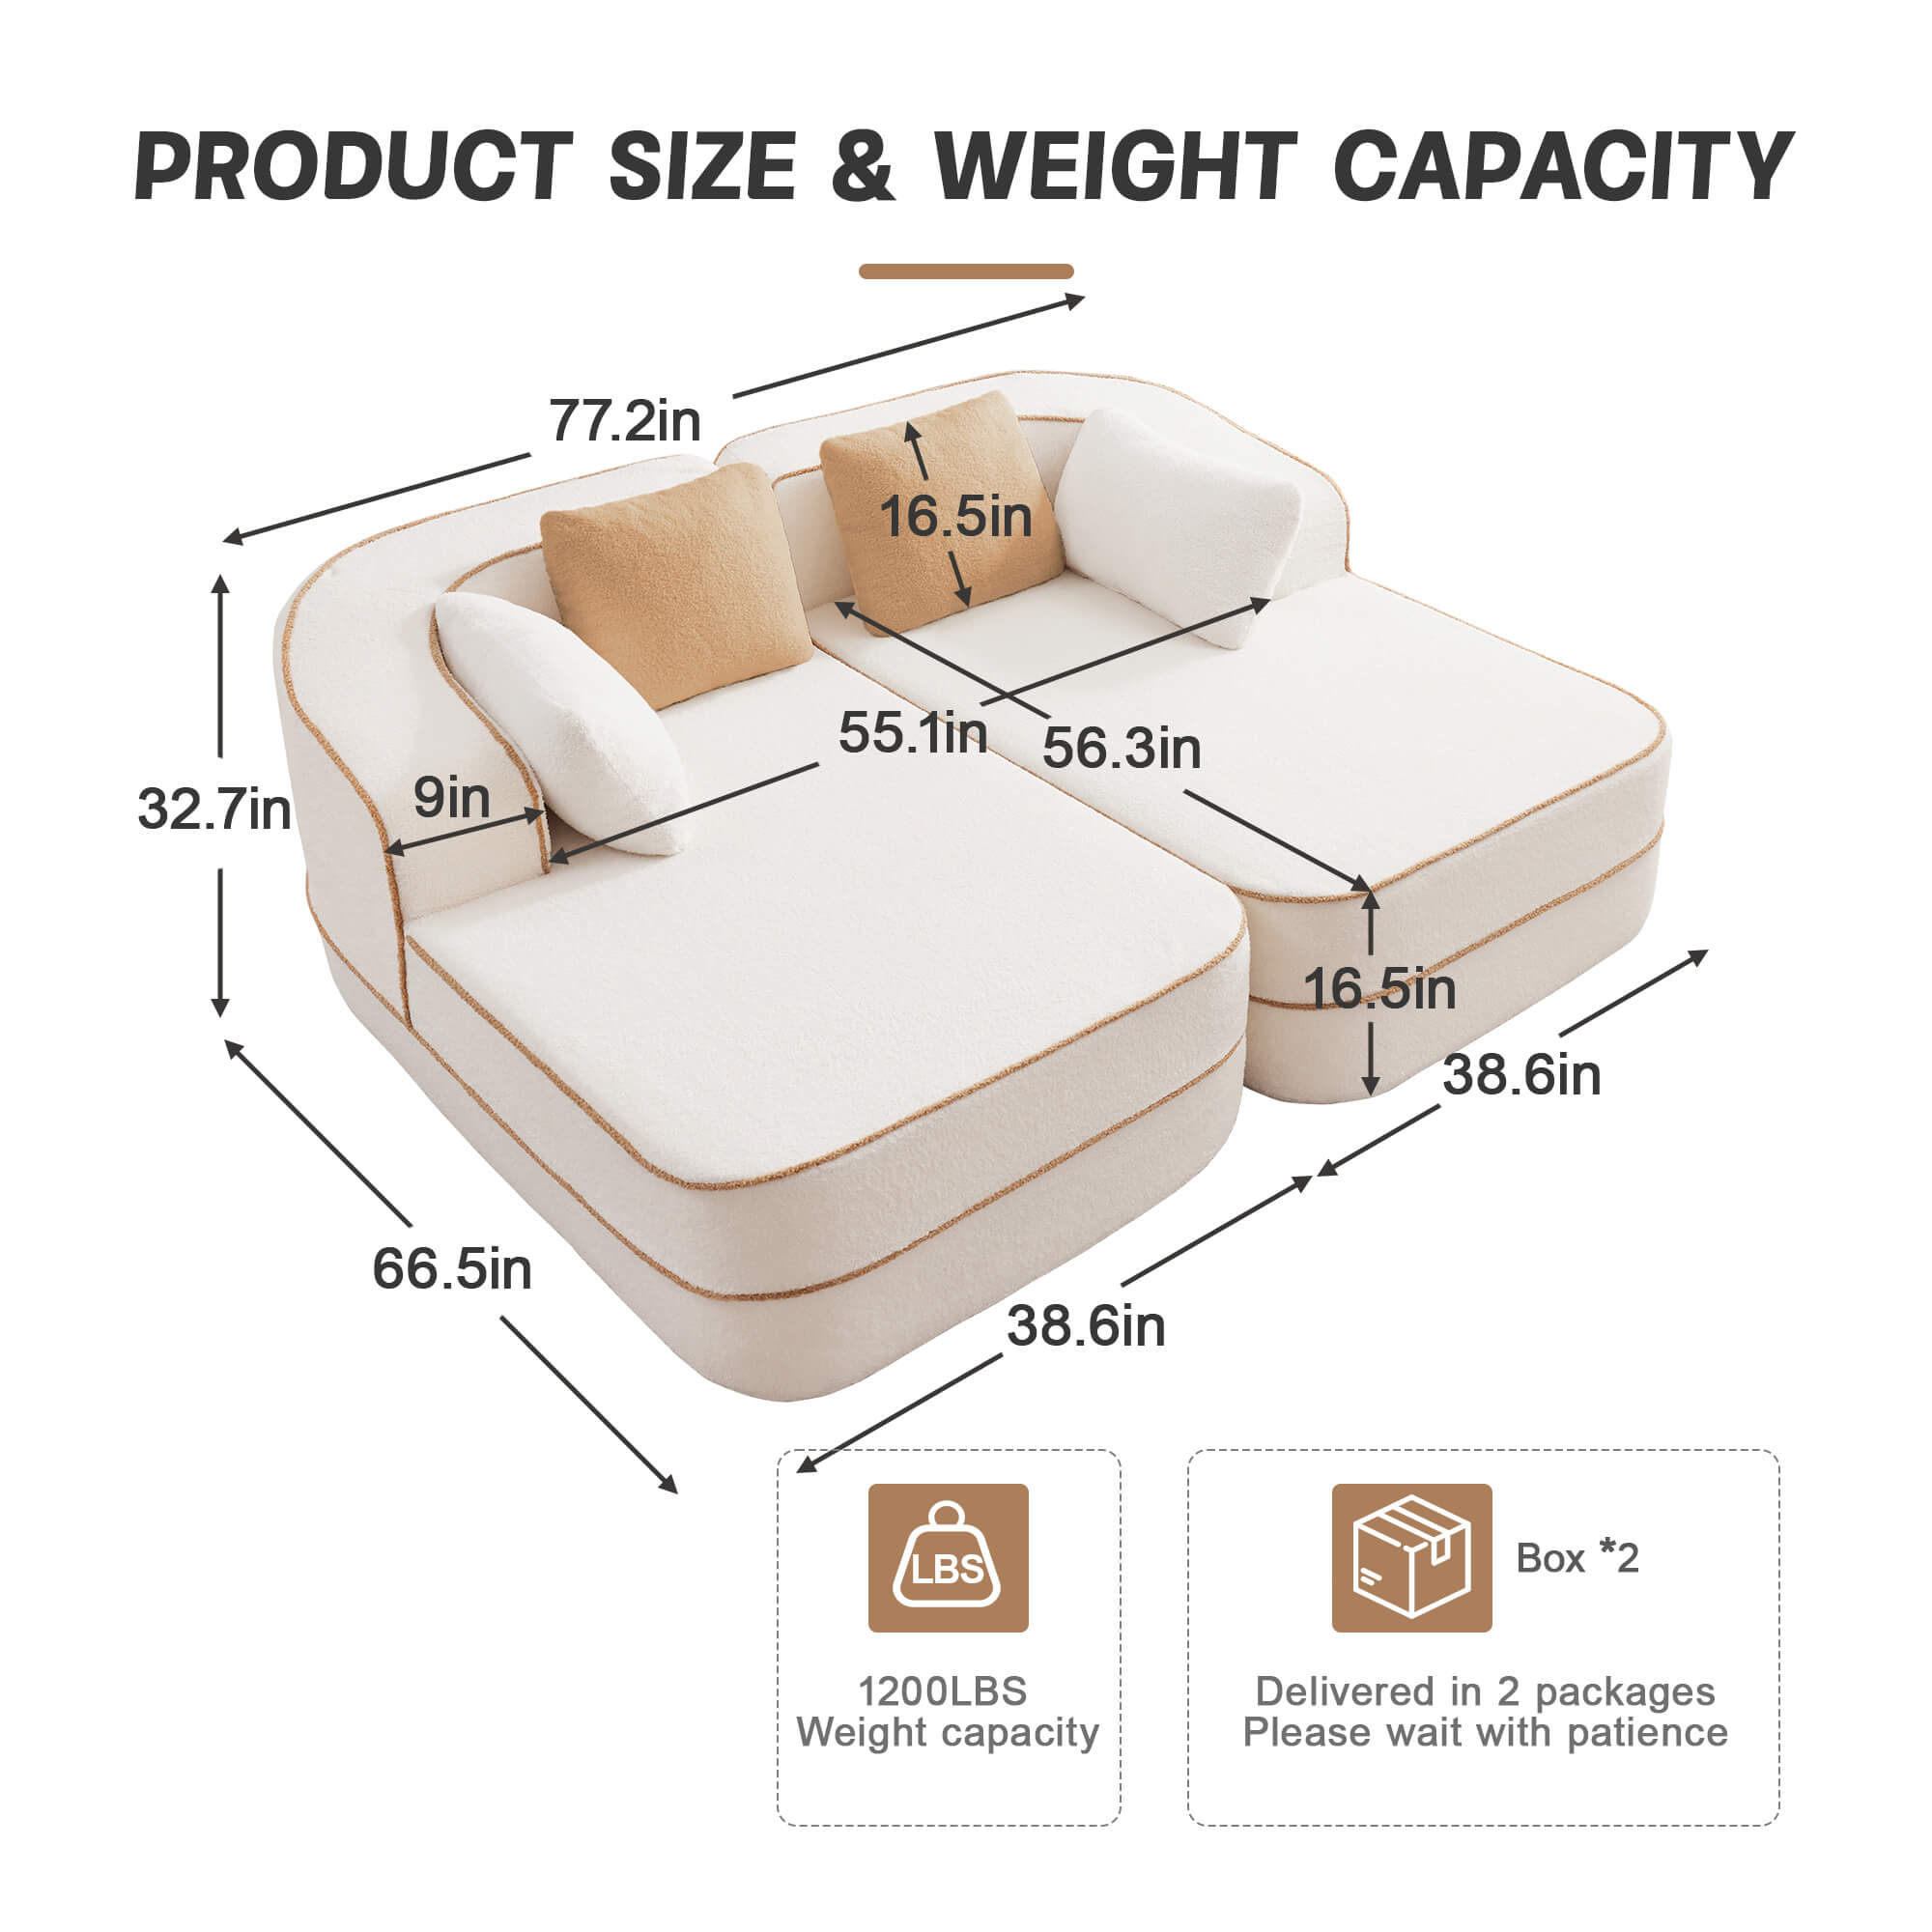 PRODUCT SIZE & WEIGHT CAPACITY
77.2in
16.5in
55.1in
56.3in
9in
32.7in
16.5in
38.6in
66.5in
38.6in
LBS
1200LBS
Weight capacity
Box *2
Delivered in 2 packages
Please wait with patience